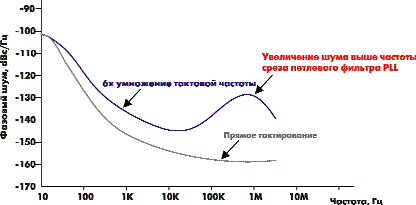 -90
-100
-110
-120
-130
-140
-150
-160
-170
Фазовый шум, dBc/Гц
Увеличение шума выше частоты
среза петлевого фильтра PLL
6x умножение тактовой частоты
Прямое тактирование
10 100 1K 10K 100K 1M 10M
Частота, Гц